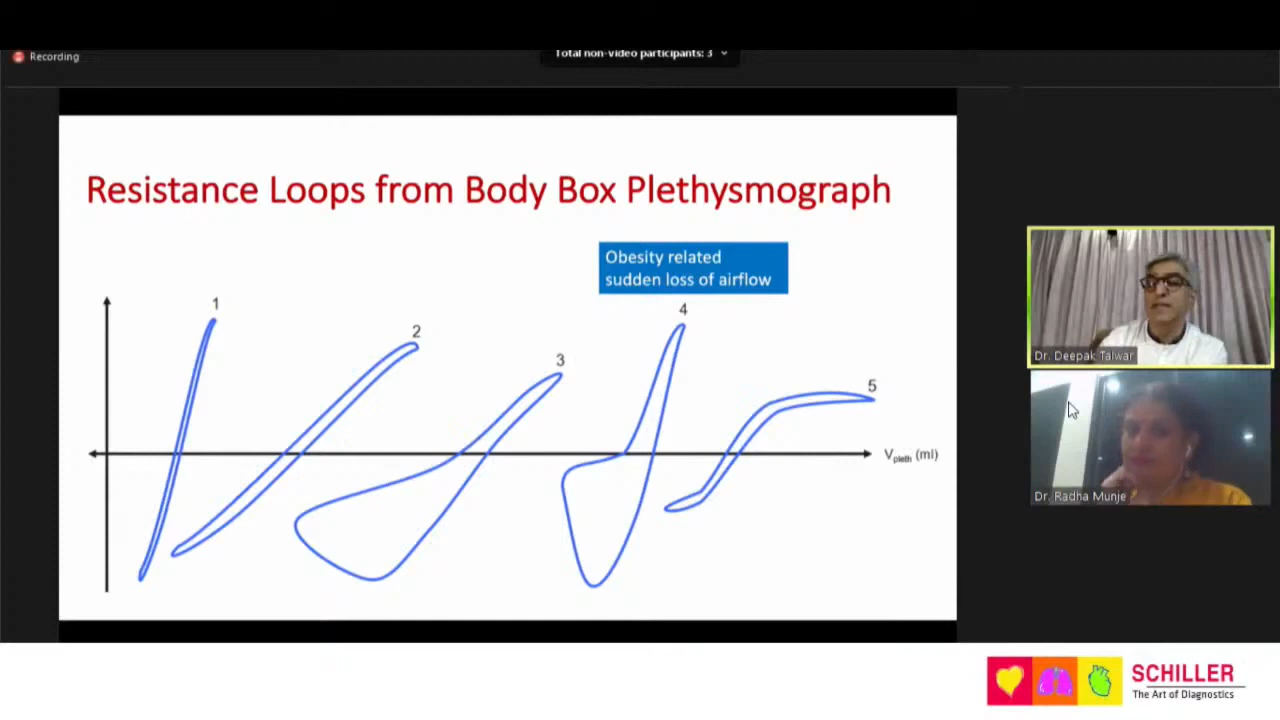 Recording
Total non-video participants: 3
Resistance Loops from Body Box Plethysmograph
Obesity related
sudden loss of airflow
1
2
3
4
5
Vpleth (ml)
Dr. Deepak Talwar
Dr. Radha Munje
SCHILLER
The Art of Diagnostics